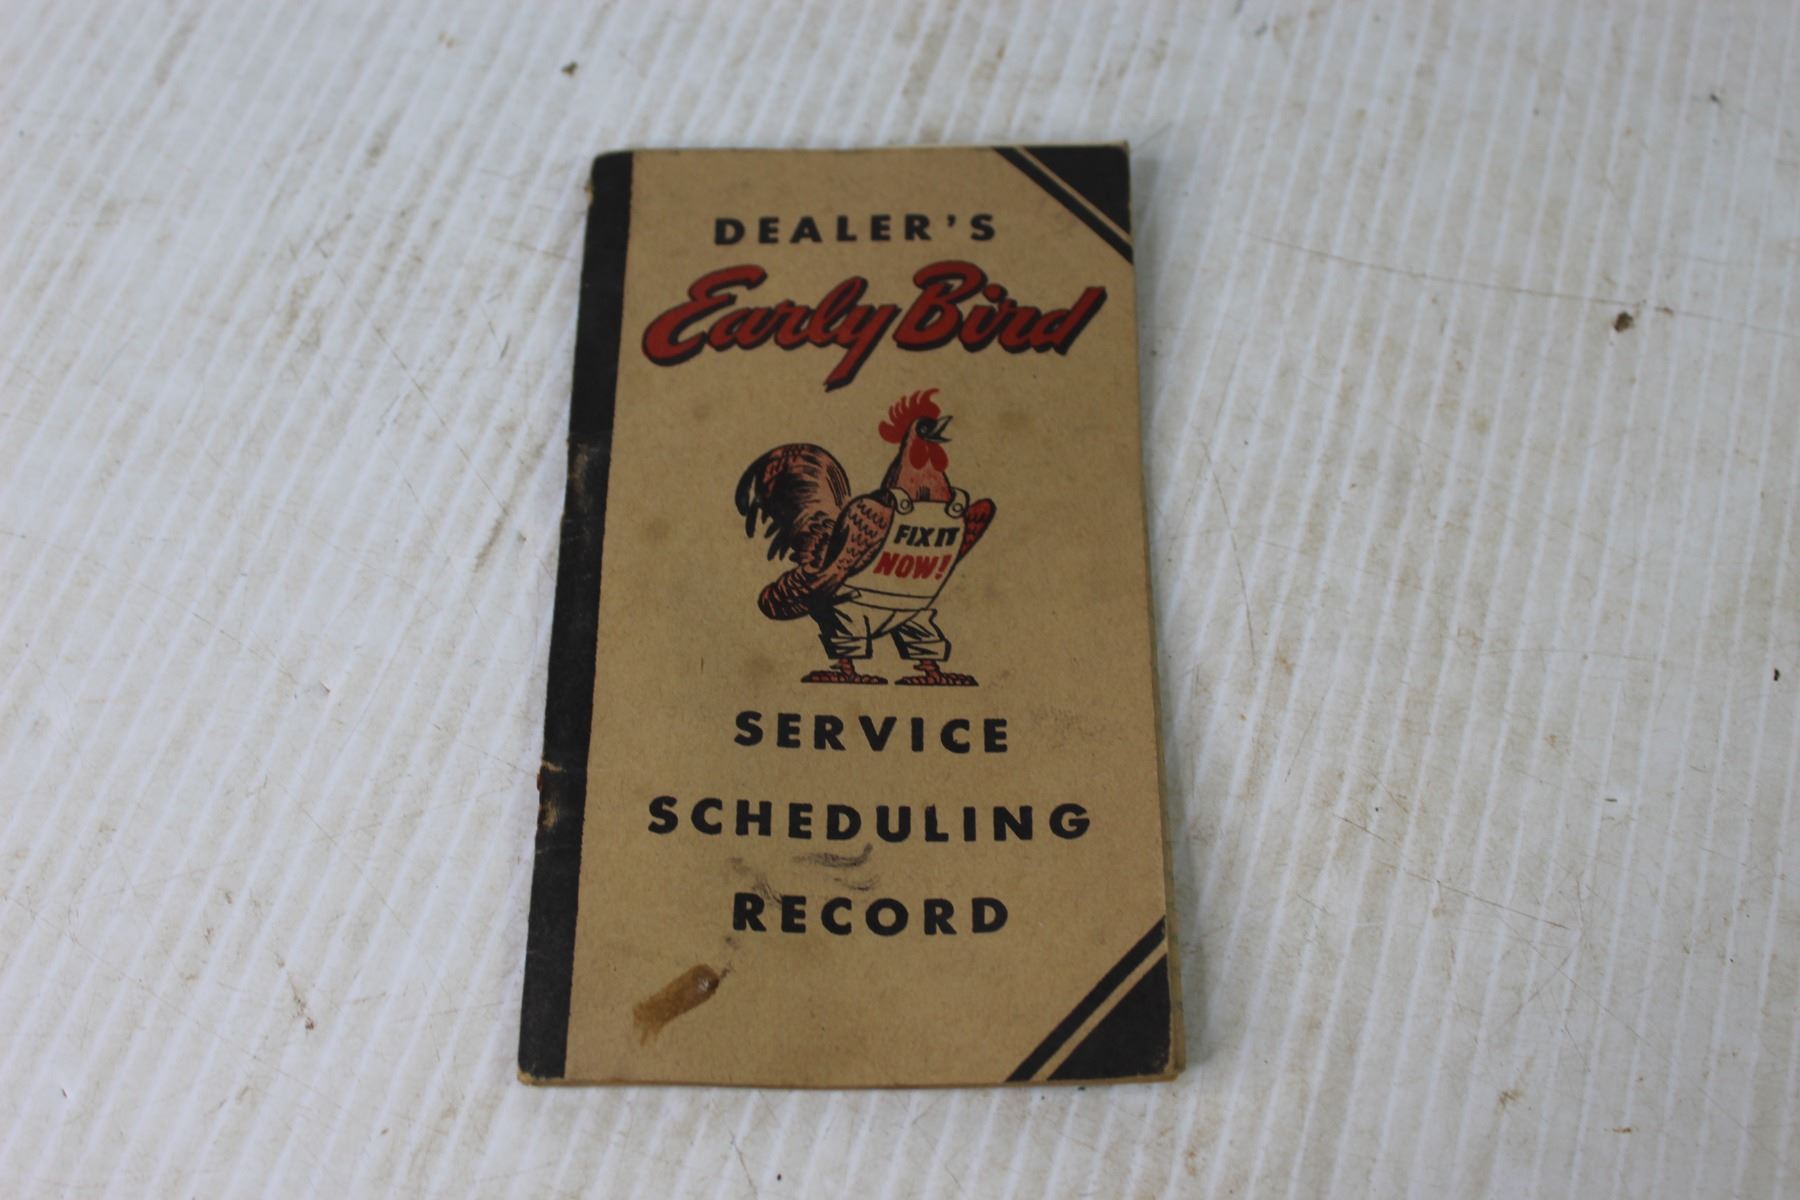 DEALER'S
Early Bird
FIX IT
NOW!
SERVICE
SCHEDULING
RECORD